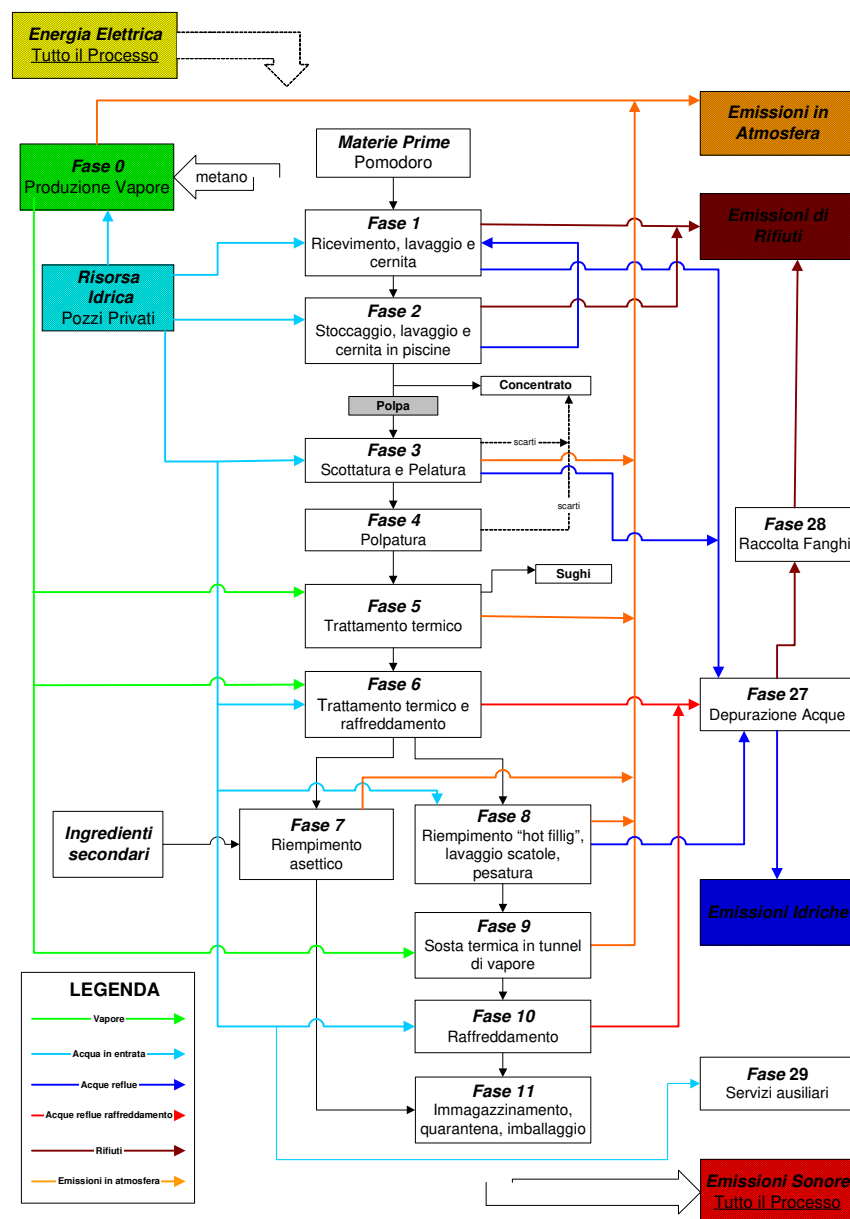 Energia Elettrica
Tutto il Processo
Emissioni in
Atmosfera
Materie Prime
Pomodoro
Fase 0
Produzione Vapore
metano
Fase 1
Ricevimento, lavaggio e
cernita
Emissioni di
Rifiuti
Risorsa
Idrica
Pozzi Privati
Fase 2
Stoccaggio, lavaggio e
cernita in piscine
Concentrato
Polpa
Fase 3
Scottatura e Pelatura
scarti
Fase 4
Polpatura
scarti
Fase 28
Raccolta Fanghi
Sughi
Fase 5
Trattamento termico
Fase 6
Trattamento termico e
raffreddamento
Fase 27
Depurazione Acque
Ingredienti
secondari
Fase 7
Riempimento
asettico
Fase 8
Riempimento “hot fillig”,
lavaggio scatole,
pesatura
Emissioni Idriche
Fase 9
Sosta termica in tunnel
di vapore
Fase 10
Raffreddamento
Fase 11
Immagazzinamento,
quarantena, imballaggio
Fase 29
Servizi ausiliari
Emissioni Sonore
Tutto il Processo
LEGENDA
Vapore
Acqua in entrata
Acque reflue
Acque reflue raffreddamento
Rifiuti
Emissioni in atmosfera